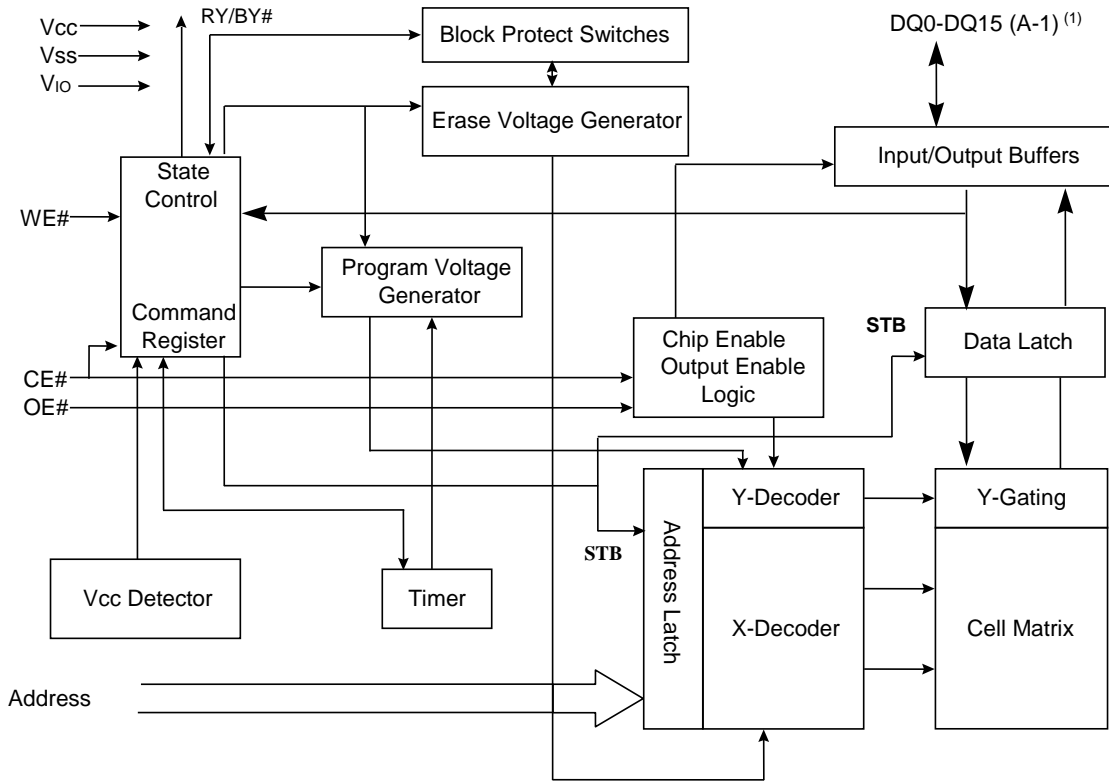 RY/BY#
Vcc
Vss
VIO
Block Protect Switches
DQ0-DQ15 (A-1) (1)
Erase Voltage Generator
Input/Output Buffers
State
Control
WE#
Program Voltage
Generator
Command
Register
STB
Chip Enable
Output Enable
Logic
Data Latch
CE#
OE#
Address Latch
Y-Decoder
Y-Gating
STB
Vcc Detector
Timer
X-Decoder
Cell Matrix
Address